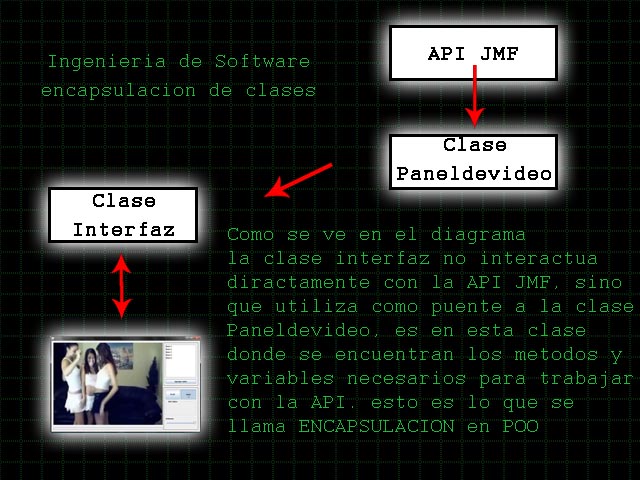 Ingenieria de Software
encapsulacion de clases
API JMF
Clase
Paneldevideo
Clase
Interfaz
Como se ve en el diagrama
la clase interfaz no interactua
diractamente con la API JMF, sino
que utiliza como puente a la clase
Paneldevideo, es en esta clase
donde se encuentran los metodos y
variables necesarios para trabajar
con la API. esto es lo que se
llama ENCAPSULACION en POO